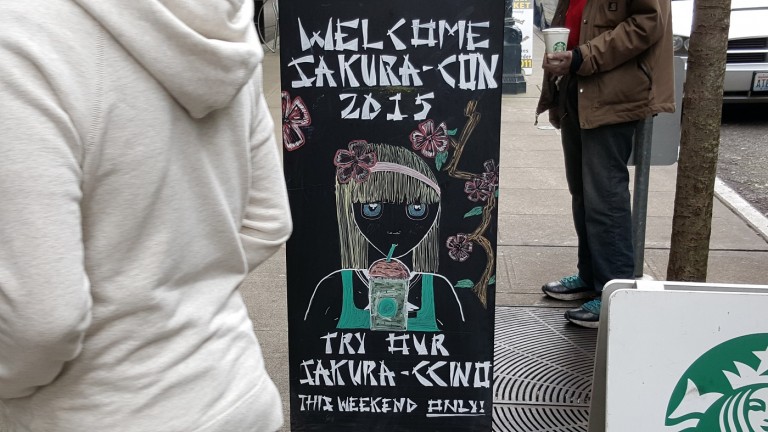 WELCOME
SAKURA-CON
2015
TRY OUR
SAKURA-CCINO
THIS WEEKEND ONLY!